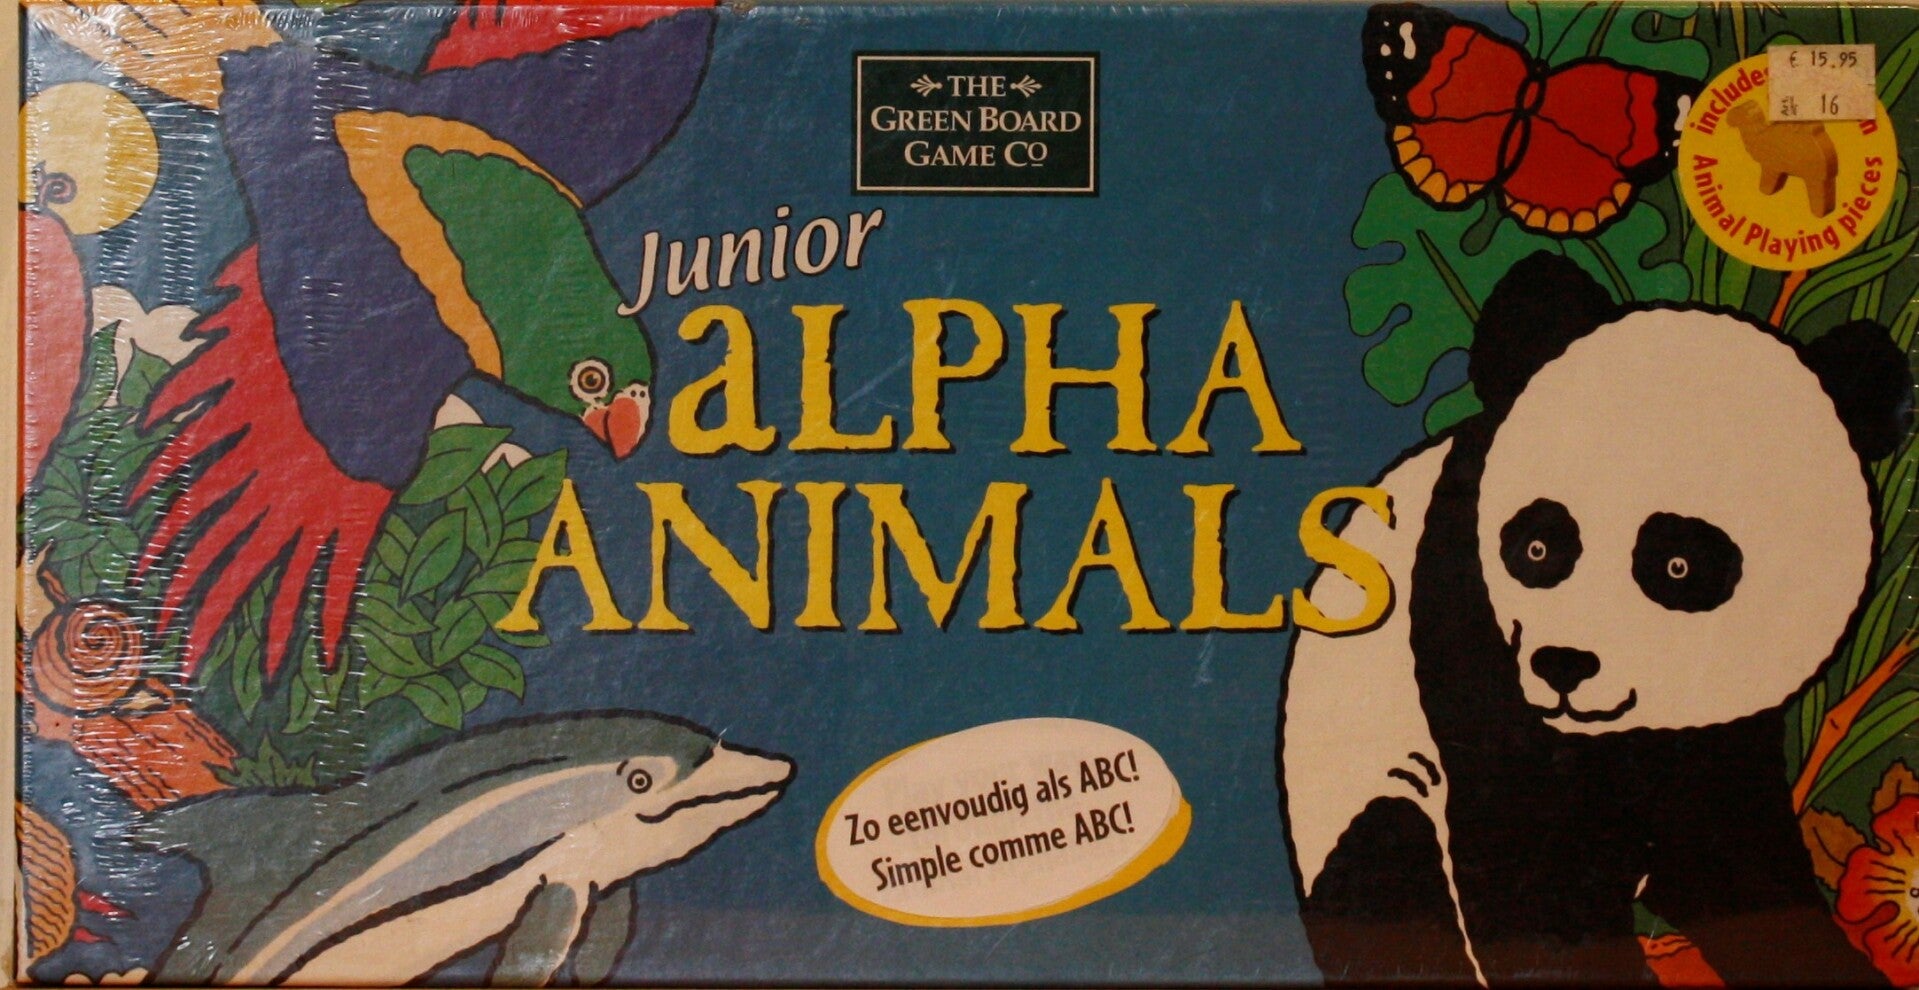 THE
GREEN BOARD
GAME CO
Junior
aLPHA
ANIMALS
€ 15.95
16
includes
Animal Playing pieces
Zo eenvoudig als ABC!
Simple comme ABC!